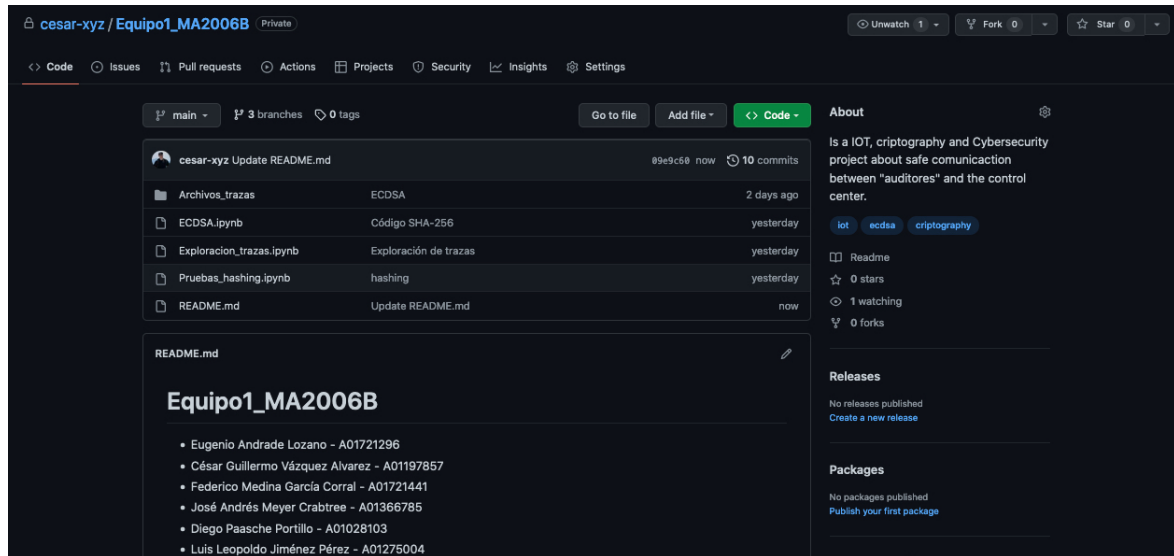 cesar-xyz / Equipo1_MA2006B Private
Unwatch 1
Fork 0
Star 0
Code
Issues
Pull requests
Actions
Projects
Security
Insights
Settings
main
3 branches
0 tags
Go to file
Add file
Code
cesar-xyz Update README.md 09e9c60 now 10 commits
Archivos_trazas ECDSA 2 days ago
ECDSA.ipynb Código SHA-256 yesterday
Exploracion_trazas.ipynb Exploración de trazas yesterday
Pruebas_hashing.ipynb hashing yesterday
README.md Update README.md now
README.md
Equipo1_MA2006B
• Eugenio Andrade Lozano - A01721296
• César Guillermo Vázquez Alvarez - A01197857
• Federico Medina García Corral - A01721441
• José Andrés Meyer Crabtree - A01366785
• Diego Paasche Portillo - A01028103
• Luis Leopoldo Jiménez Pérez - A01275004
About
Is a IOT, criptography and Cybersecurity
project about safe comunicacction
between "auditores" and the control
center.
iot ecdsa criptography
Readme
0 stars
1 watching
0 forks
Releases
No releases published
Create a new release
Packages
No packages published
Publish your first package